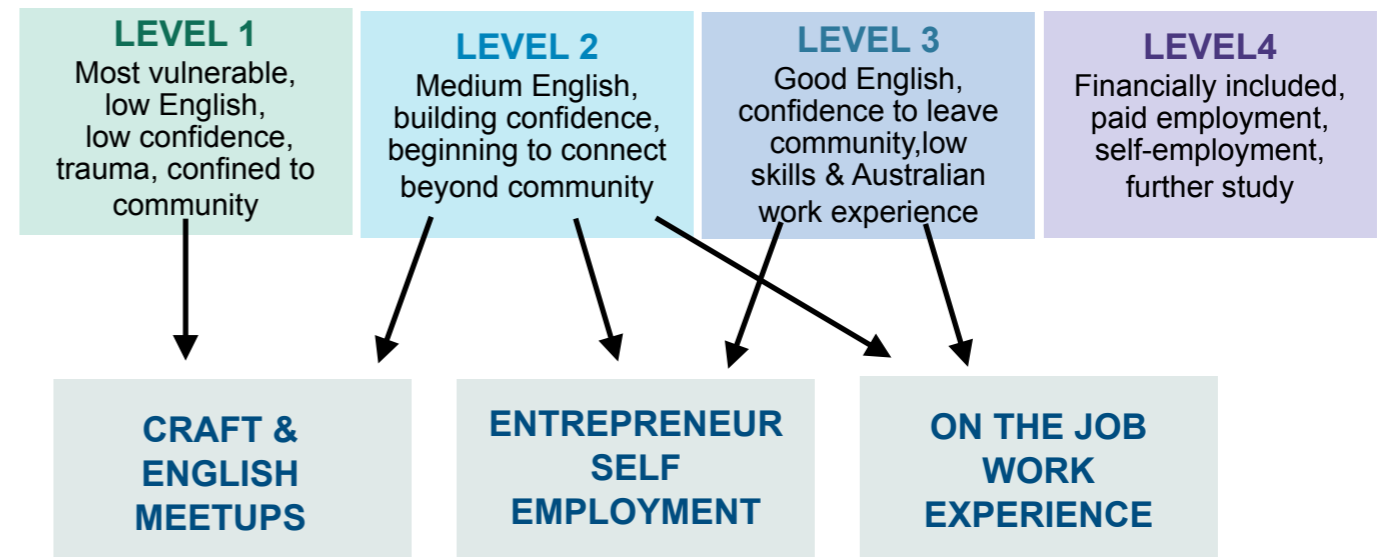 LEVEL 1
Most vulnerable,
low English,
low confidence,
trauma, confined to
community
LEVEL 2
Medium English,
building confidence,
beginning to connect
beyond community
LEVEL 3
Good English,
confidence to leave
community,low
skills & Australian
work experience
LEVEL4
Financially included,
paid employment,
self-employment,
further study
CRAFT &
ENGLISH
MEETUPS
ENTREPRENEUR
SELF
EMPLOYMENT
ON THE JOB
WORK
EXPERIENCE